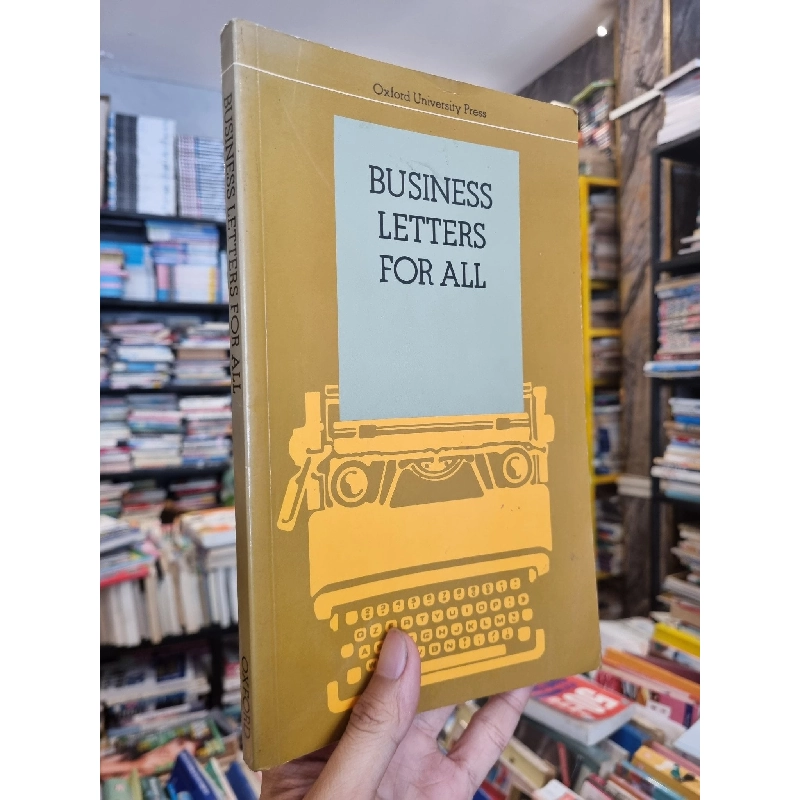 Oxford University Press
BUSINESS
LETTERS
FOR ALL
BUSINESS LETTERS FOR ALL
OXFORD